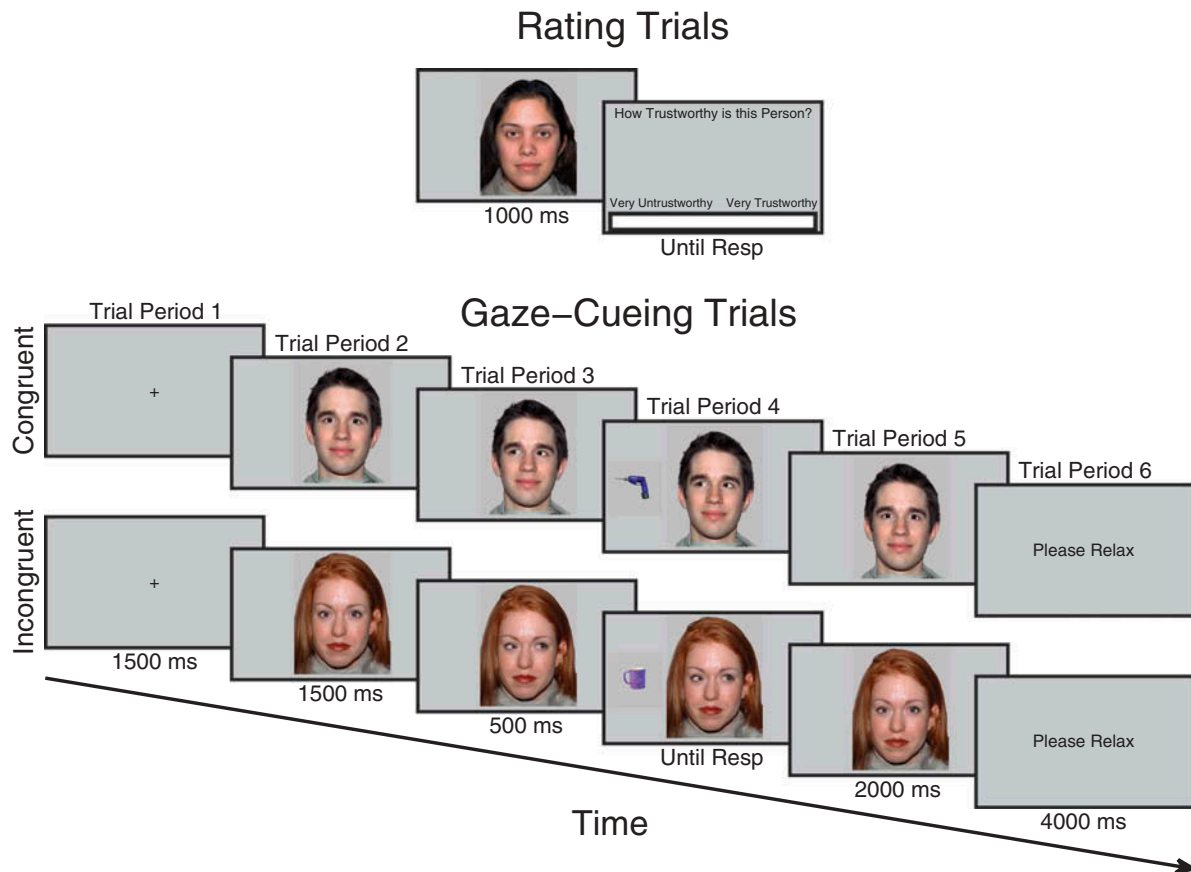 Rating Trials
How Trustworthy is this Person?
Very Untrustworthy Very Trustworthy
1000 ms
Until Resp
Gaze–Cueing Trials
Congruent
Trial Period 1
Trial Period 2
Trial Period 3
Trial Period 4
Trial Period 5
Trial Period 6
+
Please Relax
Incongruent
+
Please Relax
1500 ms
1500 ms
500 ms
Until Resp
2000 ms
4000 ms
Time